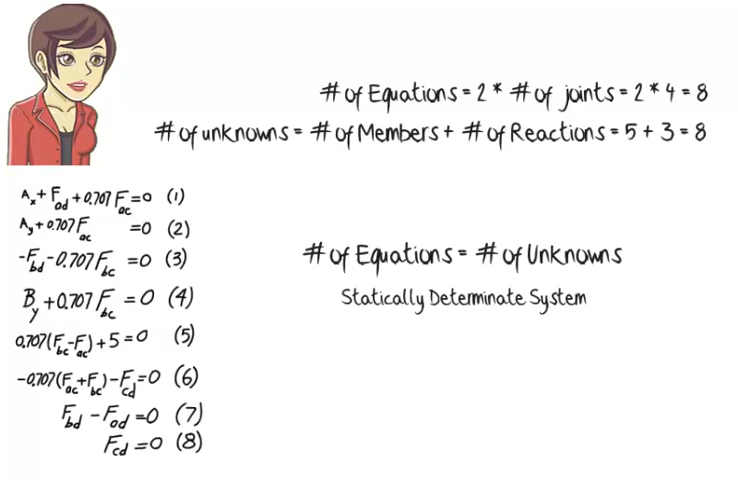 # of Equations = 2 * # of joints = 2 * 4 = 8
# of unknowns = # of Members + # of Reactions = 5 + 3 = 8
Ax + Fad + 0.707 Fac = 0 (1)
Ay + 0.707 Fac = 0 (2)
-Fbd - 0.707 Fbc = 0 (3)
By + 0.707 Fbc = 0 (4)
0.707(Fbc - Fac) + 5 = 0 (5)
-0.707(Fac + Fbc) - Fcd = 0 (6)
Fbd - Fad = 0 (7)
Fcd = 0 (8)
# of Equations = # of Unknowns
Statically Determinate System